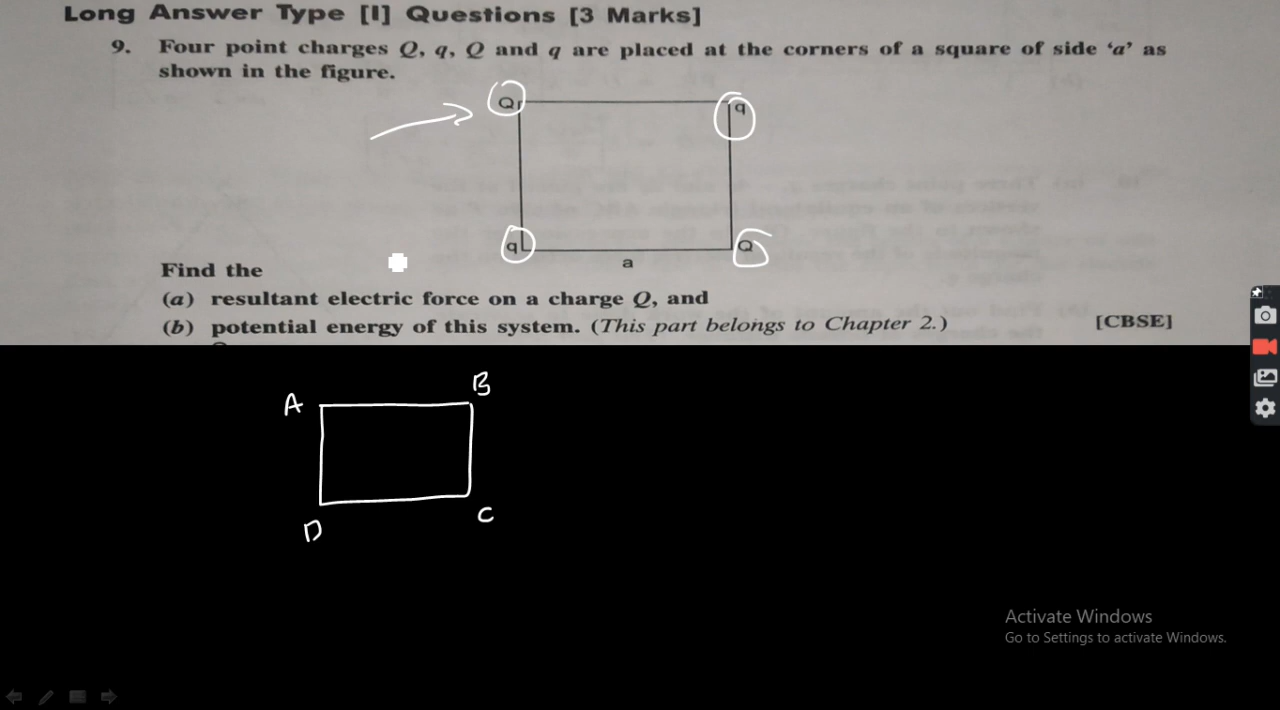 Long Answer Type [I] Questions [3 Marks]
9. Four point charges Q, q, Q and q are placed at the corners of a square of side ‘a’ as
shown in the figure.
Q q
q Q
a
Find the
(a) resultant electric force on a charge Q, and
(b) potential energy of this system. (This part belongs to Chapter 2.) [CBSE]
A B
D C
Activate Windows
Go to Settings to activate Windows.